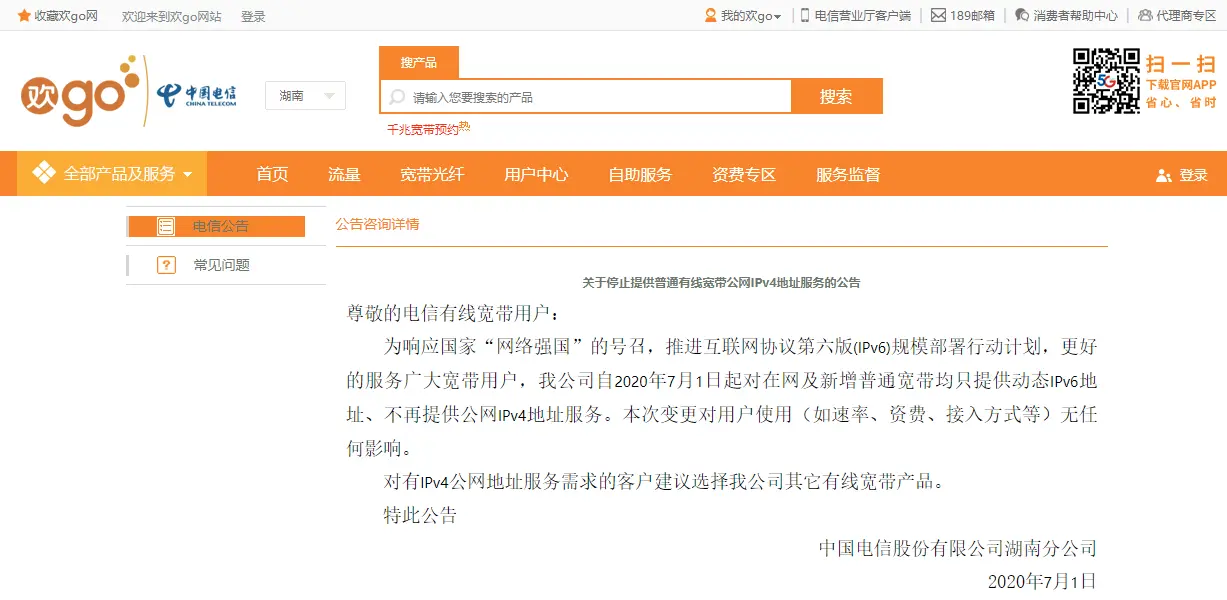 收藏欢go网 欢迎来到欢go网站 登录 我的欢go 电信营业厅客户端 189邮箱 消费者帮助中心 代理商专区
欢go 中国电信
CHINA TELECOM
湖南
搜产品
请输入您要搜索的产品 搜索
千兆宽带预约热
5G
扫一扫
下载官网APP
省心、省时
全部产品及服务 首页 流量 宽带光纤 用户中心 自助服务 资费专区 服务监督 登录
电信公告
常见问题
公告咨询详情
关于停止提供普通有线宽带公网IPv4地址服务的公告
尊敬的电信有线宽带用户：
为响应国家“网络强国”的号召，推进互联网协议第六版(IPv6)规模部署行动计划，更好
的服务广大宽带用户，我公司自2020年7月1日起对在网及新增普通宽带均只提供动态IPv6地
址、不再提供公网IPv4地址服务。本次变更对用户使用（如速率、资费、接入方式等）无任
何影响。
对有IPv4公网地址服务需求的客户建议选择我公司其它有线宽带产品。
特此公告
中国电信股份有限公司湖南分公司
2020年7月1日